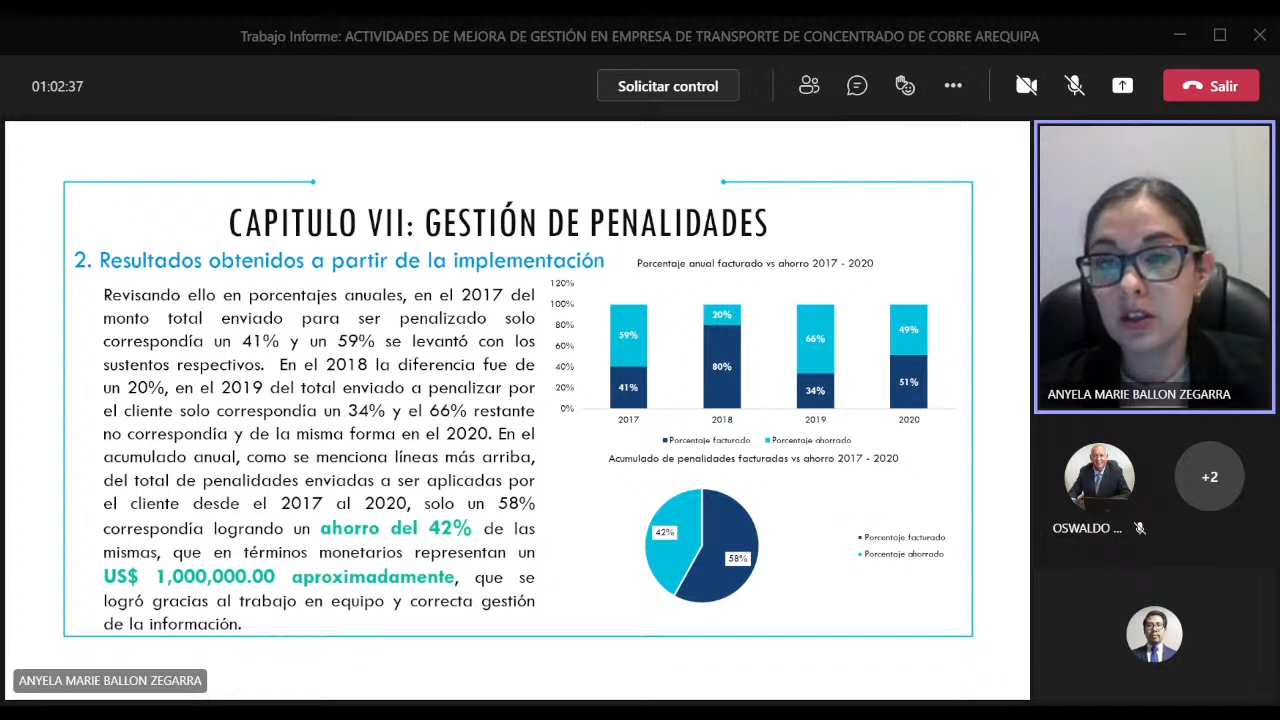 Trabajo Informe: ACTIVIDADES DE MEJORA DE GESTIÓN EN EMPRESA DE TRANSPORTE DE CONCENTRADO DE COBRE AREQUIPA
01:02:37
Solicitar control
Salir
CAPITULO VII: GESTIÓN DE PENALIDADES
2. Resultados obtenidos a partir de la implementación
Revisando ello en porcentajes anuales, en el 2017 del
monto total enviado para ser penalizado solo
correspondía un 41% y un 59% se levantó con los
sustentos respectivos. En el 2018 la diferencia fue de
un 20%, en el 2019 del total enviado a penalizar por
el cliente solo correspondía un 34% y el 66% restante
no correspondía y de la misma forma en el 2020. En el
acumulado anual, como se menciona líneas más arriba,
del total de penalidades enviadas a ser aplicadas por
el cliente desde el 2017 al 2020, solo un 58%
correspondía logrando un ahorro del 42% de las
mismas, que en términos monetarios representan un
US$ 1,000,000.00 aproximadamente, que se
logró gracias al trabajo en equipo y correcta gestión
de la información.
Porcentaje anual facturado vs ahorro 2017 - 2020
120%
100%
80%
60%
40%
20%
0%
59%
41%
20%
80%
66%
34%
49%
51%
2017
2018
2019
2020
Porcentaje facturado
Porcentaje ahorrado
Acumulado de penalidades facturadas vs ahorro 2017 - 2020
42%
58%
Porcentaje facturado
Porcentaje ahorrado
ANYELA MARIE BALLON ZEGARRA
ANYELA MARIE BALLON ZEGARRA
OSWALDO ...
+2